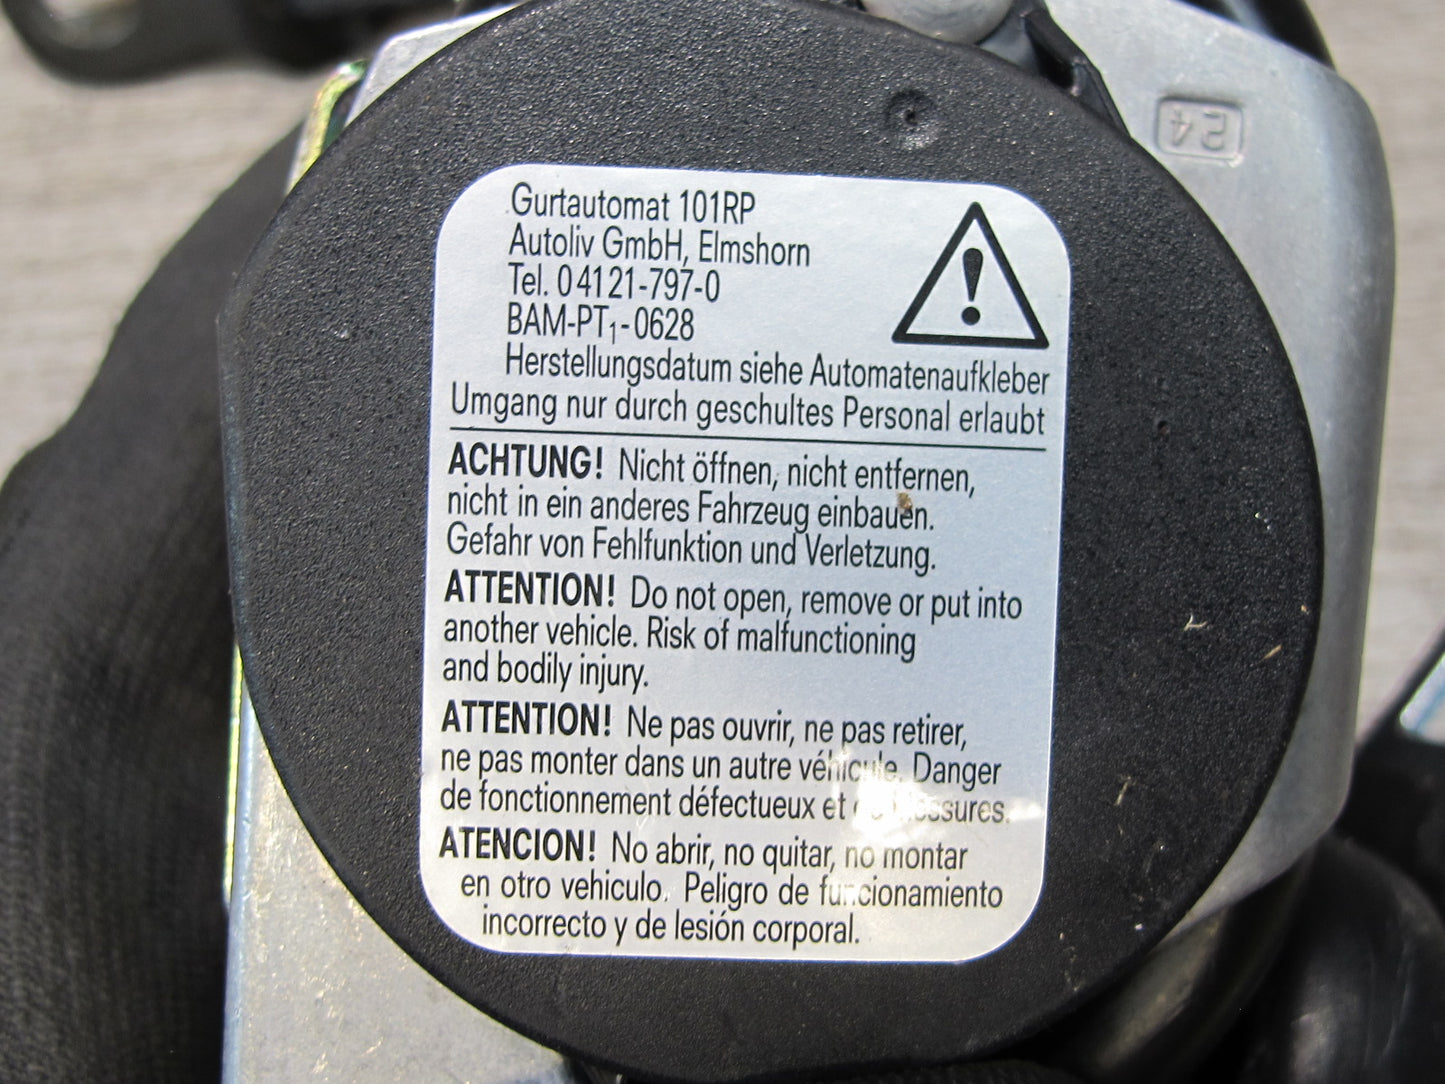 E4
Gurtautomat 101RP
Autoliv GmbH, Elmshorn
Tel. 04121-797-0
BAM-PT₁-0628
Herstellungsdatum siehe Automatenaufkleber
Umgang nur durch geschultes Personal erlaubt
ACHTUNG! Nicht öffnen, nicht entfernen,
nicht in ein anderes Fahrzeug einbauen.
Gefahr von Fehlfunktion und Verletzung.
ATTENTION! Do not open, remove or put into
another vehicle. Risk of malfunctioning
and bodily injury.
ATTENTION! Ne pas ouvrir, ne pas retirer,
ne pas monter dans un autre véhicule. Danger
de fonctionnement défectueux et
ATENCION! No abrir, no quitar, no montar
en otro vehiculo. Peligro de funcionamiento
incorrecto y de lesión corporal.